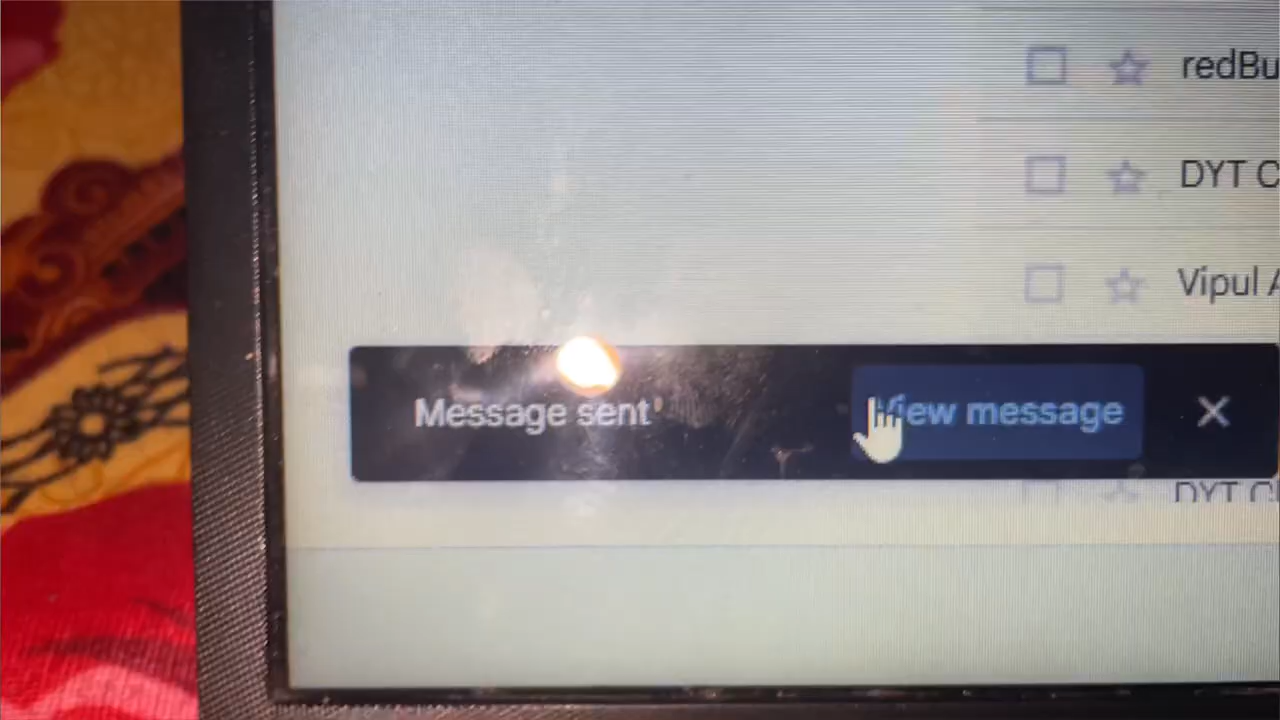 redBu
DYT C
Vipul A
Message sent
View message
DYT C